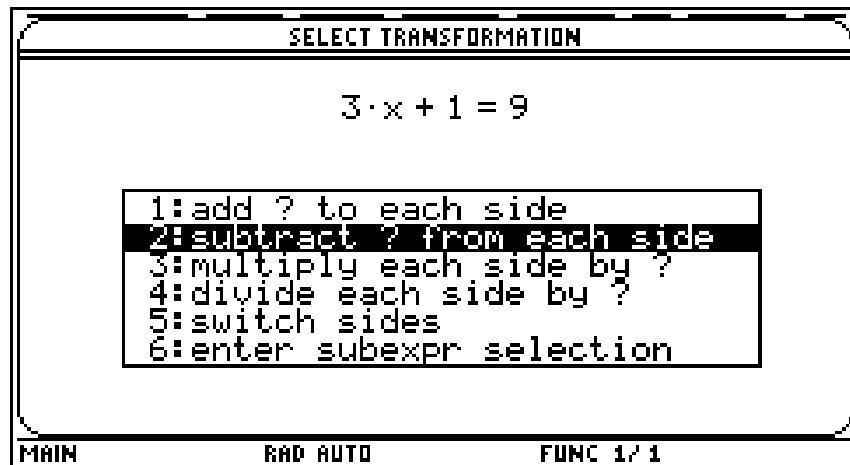 SELECT TRANSFORMATION
3·x + 1 = 9
1:add ? to each side
2:subtract ? from each side
3:multiply each side by ?
4:divide each side by ?
5:switch sides
6:enter subexpr selection
MAIN RAD AUTO FUNC 1/1